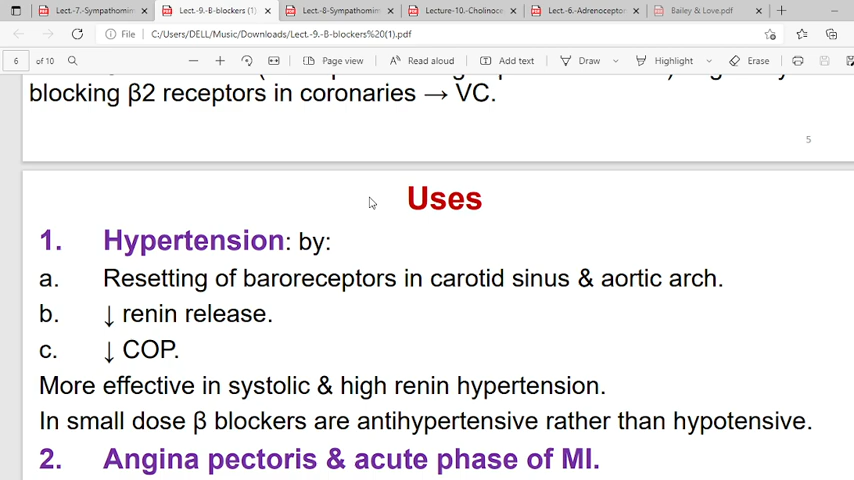 Lect.-7.-Sympathomim
Lect.-9.-B-blockers (1)
Lect.-8-Sympathomim
Lecture-10.-Cholinoce
Lect.-6.-Adrenoceptor
Bailey & Love.pdf
File C:/Users/DELL/Music/Downloads/Lect.-9.-B-blockers%20(1).pdf
6 of 10 Page view Read aloud Add text Draw Highlight Erase
blocking β2 receptors in coronaries → VC.
5
Uses
1. Hypertension: by:
a. Resetting of baroreceptors in carotid sinus & aortic arch.
b. ↓ renin release.
c. ↓ COP.
More effective in systolic & high renin hypertension.
In small dose β blockers are antihypertensive rather than hypotensive.
2. Angina pectoris & acute phase of MI.